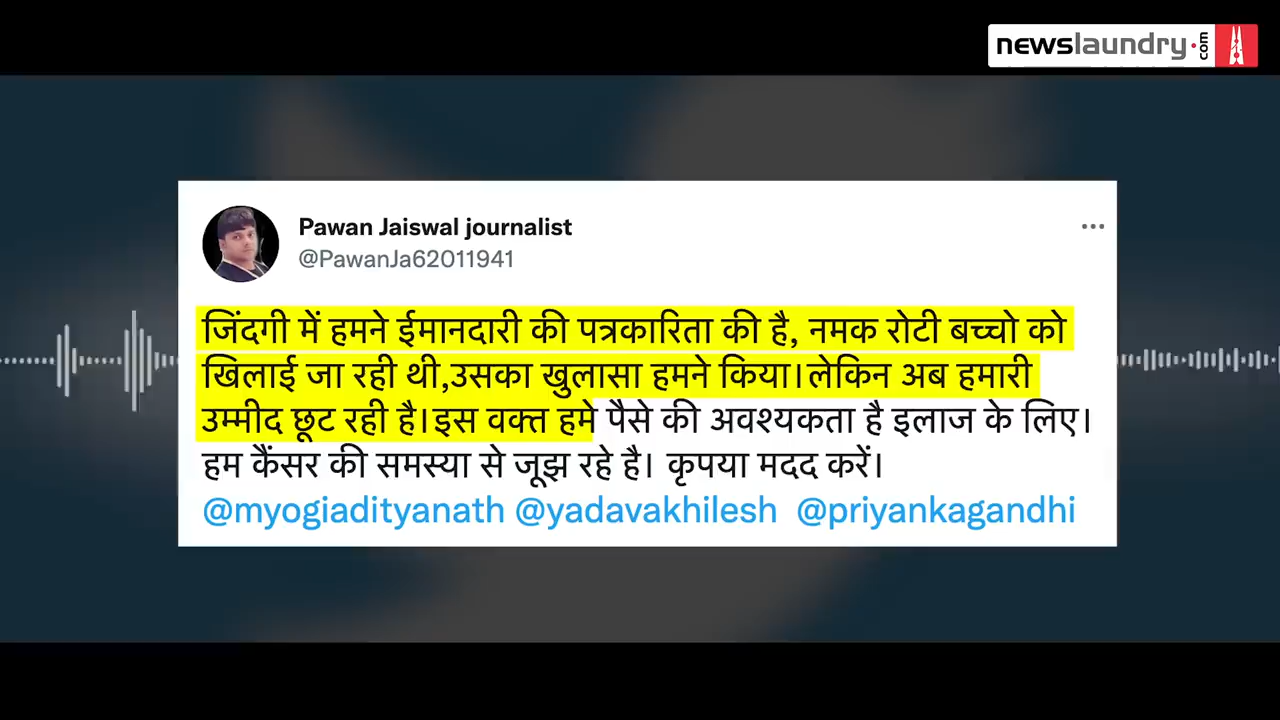 newslaundry.com
Pawan Jaiswal journalist
@PawanJa62011941
जिंदगी में हमने ईमानदारी की पत्रकारिता की है, नमक रोटी बच्चो को
खिलाई जा रही थी,उसका खुलासा हमने किया।लेकिन अब हमारी
उम्मीद छूट रही है।इस वक्त हमे पैसे की अवश्यकता है इलाज के लिए।
हम कैंसर की समस्या से जूझ रहे है। कृपया मदद करें।
@myogiadityanath @yadavakhilesh @priyankagandhi